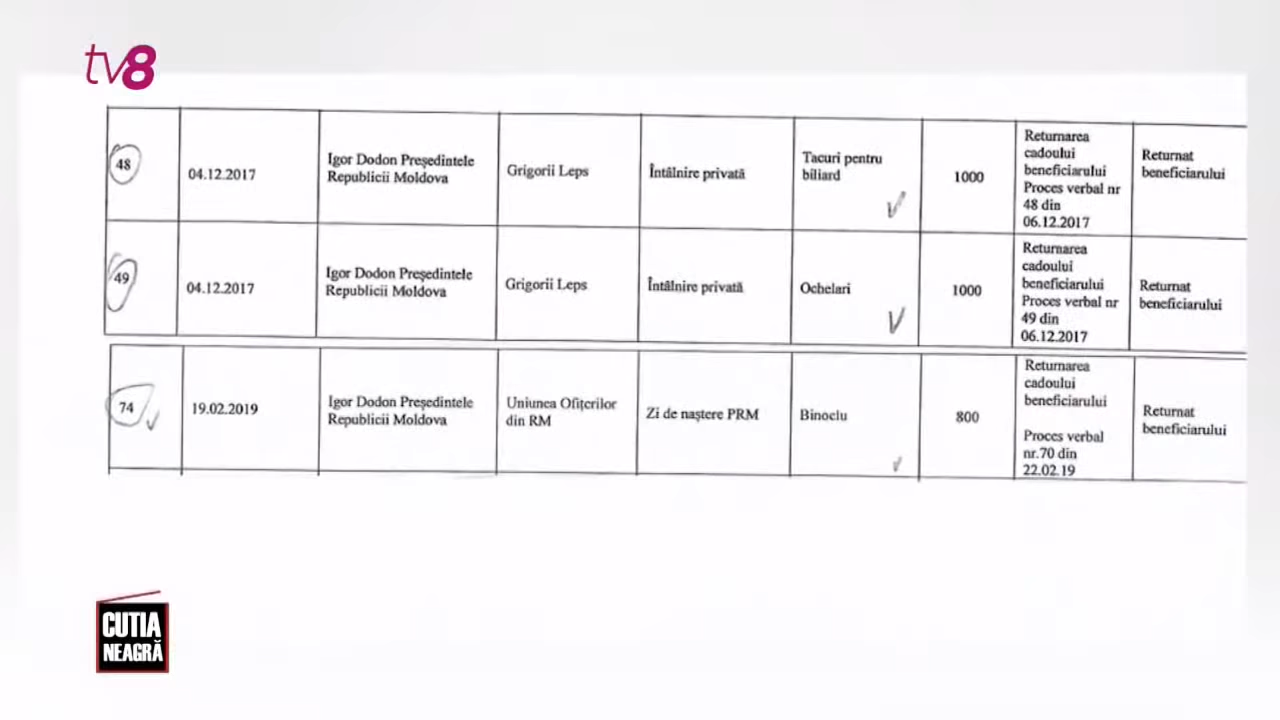 tv8
48
04.12.2017
Igor Dodon Președintele
Republicii Moldova
Grigorii Leps
Întâlnire privată
Tacuri pentru
biliard
1000
Returnarea
cadoului
beneficiarului
Proces verbal nr
48 din
06.12.2017
Returnat
beneficiarului
49
04.12.2017
Igor Dodon Președintele
Republicii Moldova
Grigorii Leps
Întâlnire privată
Ochelari
1000
Returnarea
cadoului
beneficiarului
Proces verbal nr
49 din
06.12.2017
Returnat
beneficiarului
74
19.02.2019
Igor Dodon Președintele
Republicii Moldova
Uniunea Ofițerilor
din RM
Zi de naștere PRM
Binoclu
800
Returnarea
cadoului
beneficiarului
Proces verbal
nr.70 din
22.02.19
Returnat
beneficiarului
CUTIA
NEAGRĂ